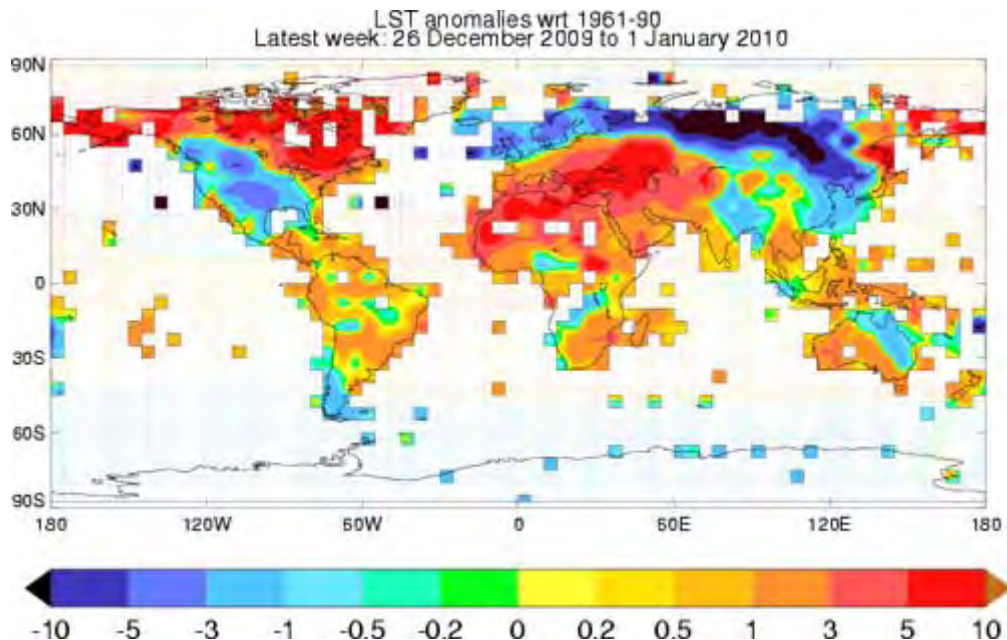 LST anomalies wrt 1961-90
Latest week: 26 December 2009 to 1 January 2010
90N
60N
30N
0
30S
60S
90S
180 120W 60W 0 60E 120E 180
-10 -5 -3 -1 -0.5 -0.2 0 0.2 0.5 1 3 5 10